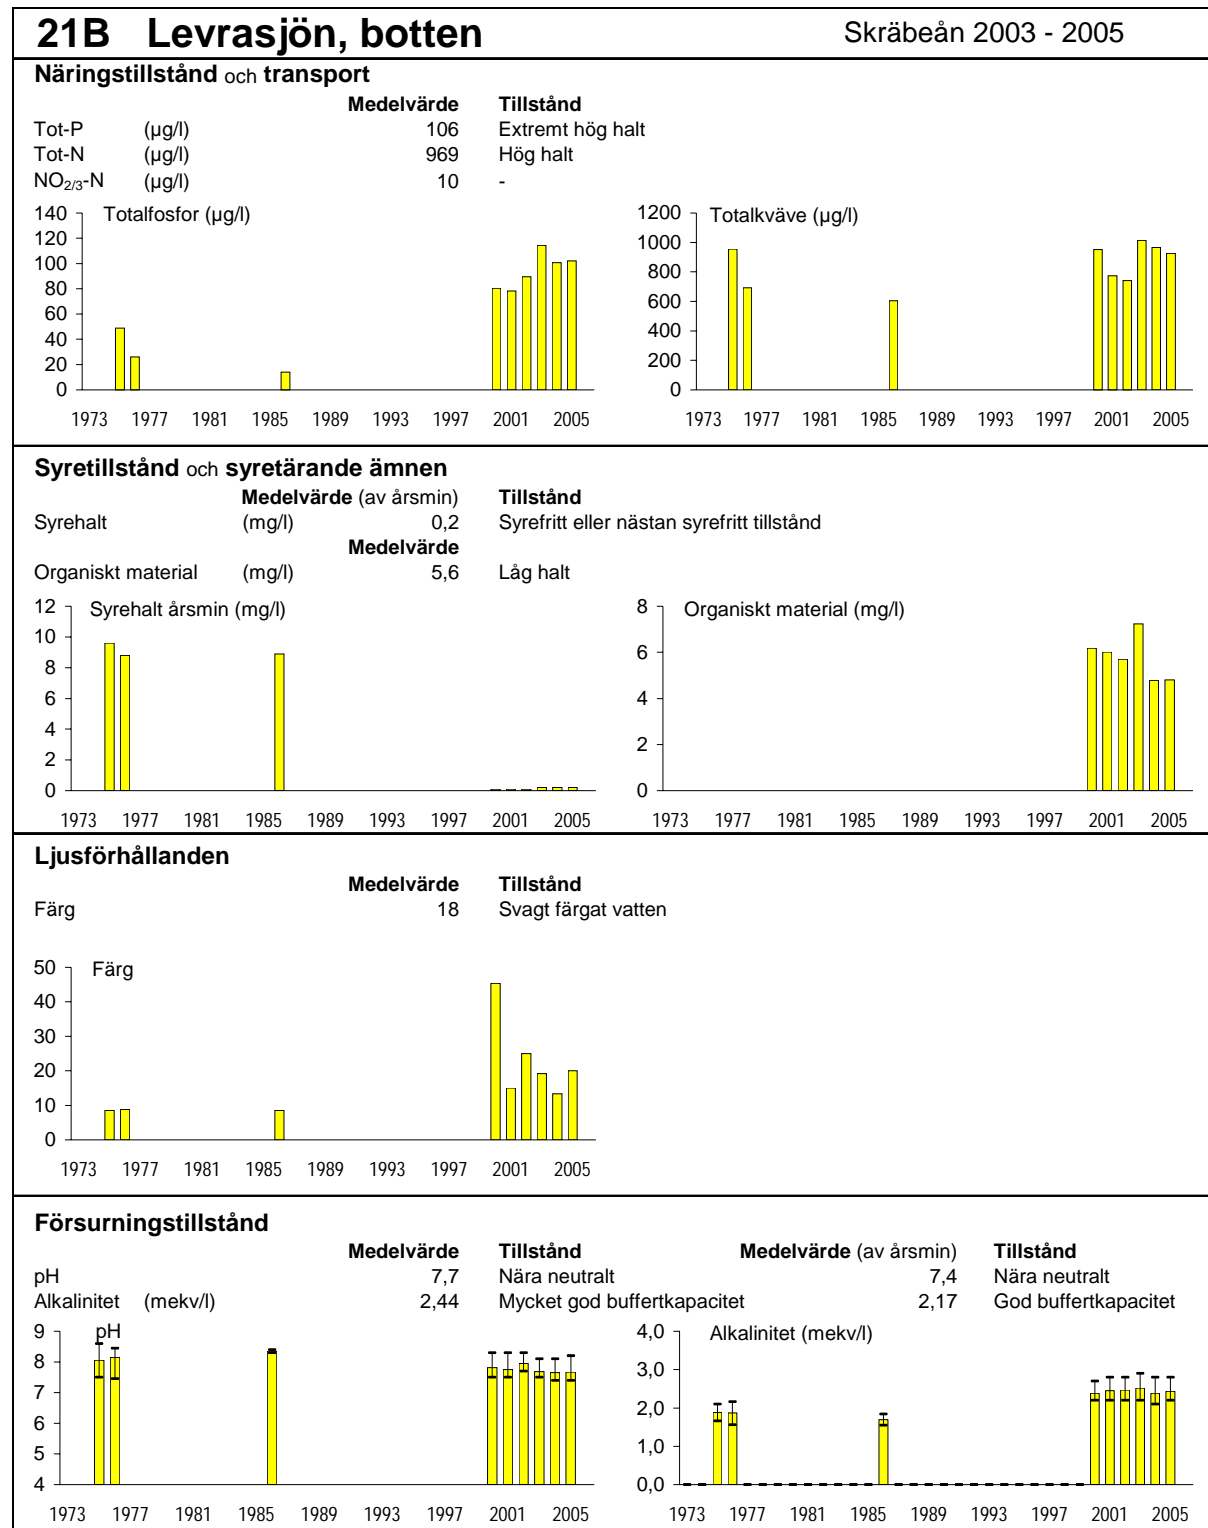 21B Levrasjön, botten Skräbeån 2003 - 2005
Näringstillstånd och transport
Medelvärde Tillstånd
Tot-P (µg/l) 106 Extremt hög halt
Tot-N (µg/l) 969 Hög halt
NO2/3-N (µg/l) 10 -
Totalfosfor (µg/l)
140
120
100
80
60
40
20
0
1973 1977 1981 1985 1989 1993 1997 2001 2005
Totalkväve (µg/l)
1200
1000
800
600
400
200
0
1973 1977 1981 1985 1989 1993 1997 2001 2005
Syretillstånd och syretärande ämnen
Medelvärde (av årsmin) Tillstånd
Syrehalt (mg/l) 0,2 Syrefritt eller nästan syrefritt tillstånd
Medelvärde
Organiskt material (mg/l) 5,6 Låg halt
Syrehalt årsmin (mg/l)
12
10
8
6
4
2
0
1973 1977 1981 1985 1989 1993 1997 2001 2005
Organiskt material (mg/l)
8
6
4
2
0
1973 1977 1981 1985 1989 1993 1997 2001 2005
Ljusförhållanden
Medelvärde Tillstånd
Färg 18 Svagt färgat vatten
Färg
50
40
30
20
10
0
1973 1977 1981 1985 1989 1993 1997 2001 2005
Försurningstillstånd
Medelvärde Tillstånd Medelvärde (av årsmin) Tillstånd
pH 7,7 Nära neutralt 7,4 Nära neutralt
Alkalinitet (mekv/l) 2,44 Mycket god buffertkapacitet 2,17 God buffertkapacitet
pH
9
8
7
6
5
4
1973 1977 1981 1985 1989 1993 1997 2001 2005
Alkalinitet (mekv/l)
4,0
3,0
2,0
1,0
0,0
1973 1977 1981 1985 1989 1993 1997 2001 2005